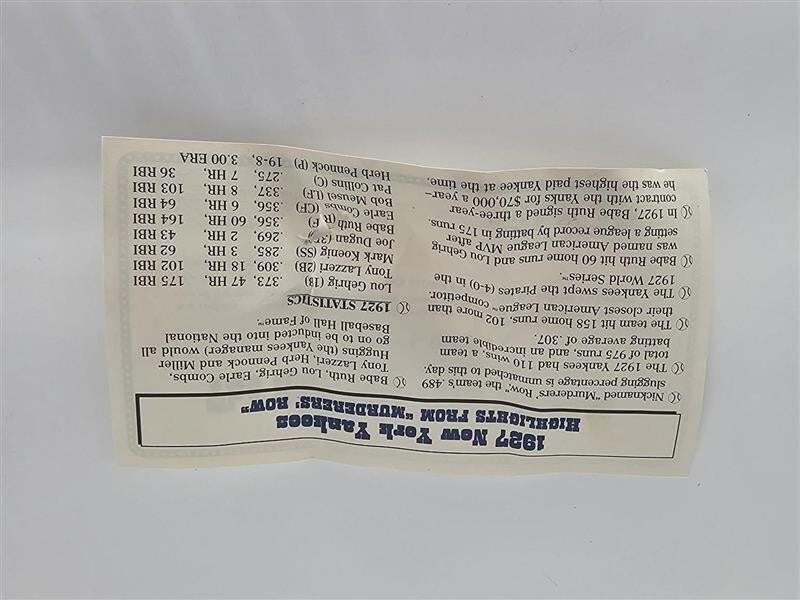 1927 New York Yankees
HIGHLIGHTS FROM "MURDERERS' ROW"
Nicknamed "Murderers' Row", the team's .489
slugging percentage is unmatched to this day.
The 1927 Yankees had 110 wins, a team
total of 975 runs, and an incredible team
batting average of .307.
The hit team 158 home runs, 102 more than
their closest American League™ competitor.
The Yankees swept the Pirates (4-0) in the
1927 World Series™.
Babe Ruth hit 60 home runs and Lou Gehrig
was named American League MVP after
setting a league record by batting in 175 runs.
In 1927, Babe Ruth signed a three-year
contract with the Yanks for $70,000 a year–
he was the highest paid Yankee at the time.
Babe Ruth, Lou Gehrig, Earle Combs,
Tony Lazzeri, Herb Pennock and Miller
Huggins (the Yankees manager) would all
go on to be inducted into the National
Baseball Hall of Fame™.
1927 STATISTICS
Lou Gehrig (1B) .373, 47 HR, 175 RBI
Tony Lazzeri (2B) .309, 18 HR, 102 RBI
Mark Koenig (SS) .285, 3 HR, 62 RBI
Joe Dugan (3B) .269, 2 HR, 43 RBI
Babe Ruth (RF) .356, 60 HR, 164 RBI
Earle Combs (CF) .356, 6 HR, 64 RBI
Bob Meusel (LF) .337, 8 HR, 103 RBI
Pat Collins (C) .275, 7 HR, 36 RBI
Herb Pennock (P) 19-8, 3.00 ERA